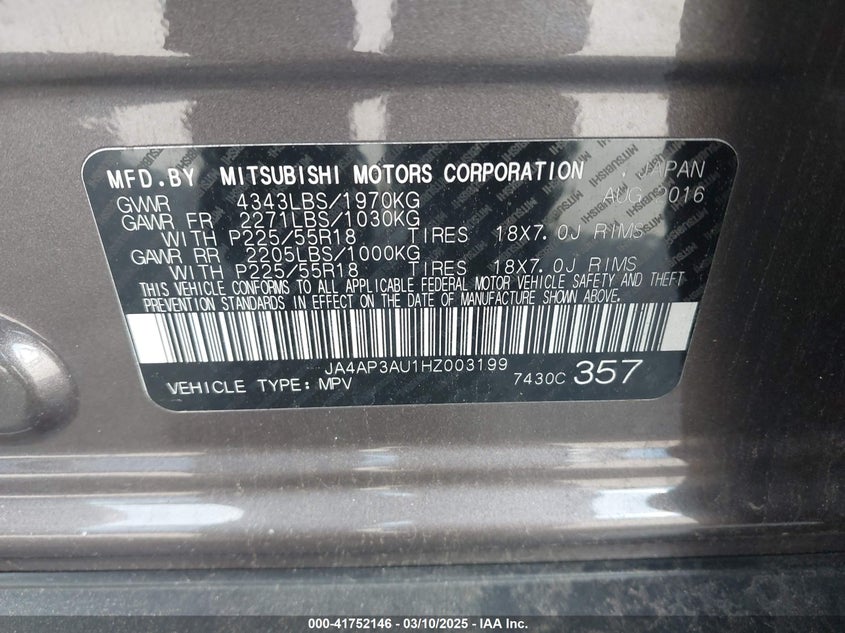 MFD.BY MITSUBISHI MOTORS CORPORATION , JAPAN
GVWR 4343LBS/1970KG AUG 2016
GAWR FR 2271LBS/1030KG
WITH P225/55R18 TIRES 18X7.0J RIMS
GAWR RR 2205LBS/1000KG
WITH P225/55R18 TIRES 18X7.0J RIMS
THIS VEHICLE CONFORMS TO ALL APPLICABLE FEDERAL MOTOR VEHICLE SAFETY AND THEFT
PREVENTION STANDARDS IN EFFECT ON THE DATE OF MANUFACTURE SHOWN ABOVE.
JA4AP3AU1HZ003199
VEHICLE TYPE: MPV 7430C 357
000-41752146 - 03/10/2025 - IAA Inc.